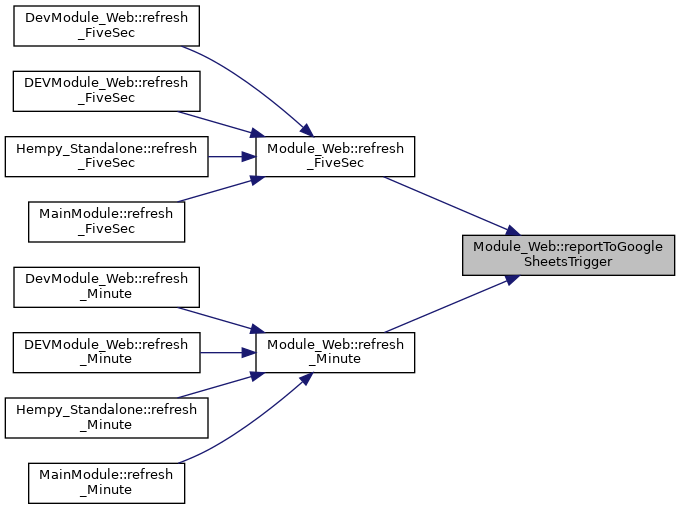 DevModule_Web::refresh
_FiveSec
DEVModule_Web::refresh
_FiveSec
Hempy_Standalone::refresh
_FiveSec
MainModule::refresh
_FiveSec
Module_Web::refresh
_FiveSec
Module_Web::reportToGoogle
SheetsTrigger
DevModule_Web::refresh
_Minute
DEVModule_Web::refresh
_Minute
Hempy_Standalone::refresh
_Minute
MainModule::refresh
_Minute
Module_Web::refresh
_Minute